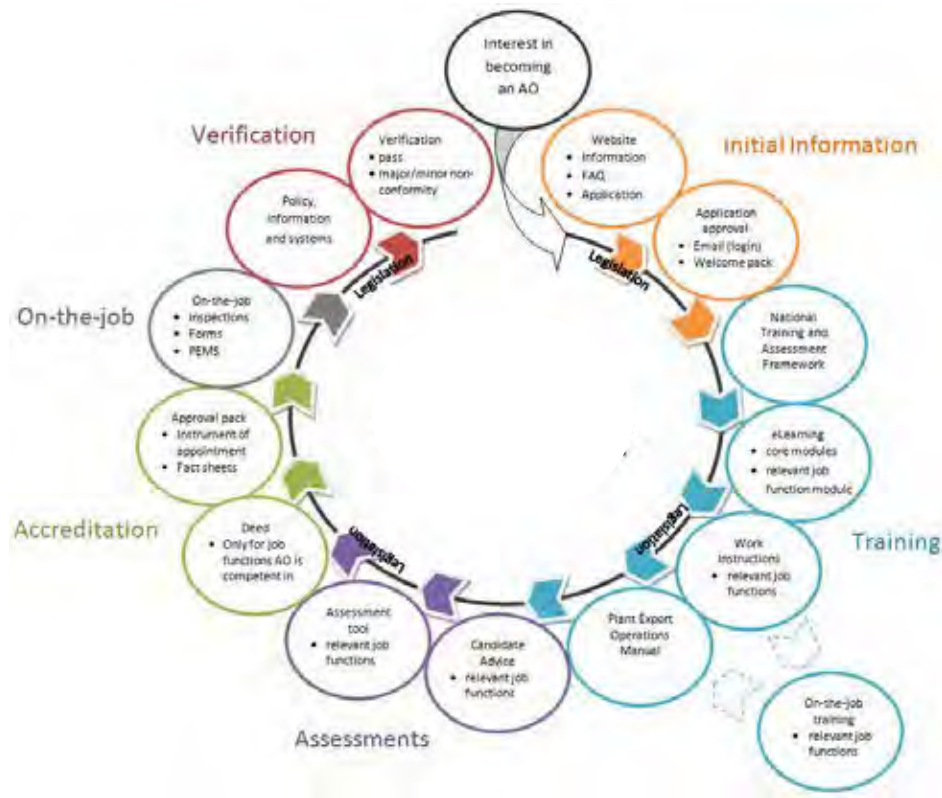 Interest in
becoming
an AO
Initial Information
Website
• Information
• FAQ
• Application
Application
approval
• Email (login)
• Welcome pack
Legislation
National
Training and
Assessment
Framework
eLearning
• core modules
• relevant job
function module
Training
Legislation
Work
Instructions
• relevant job
functions
Plant Export
Operations
Manual
On-the-job
training
• relevant job
functions
Candidate
Advice
• relevant job
functions
Assessment
tool
• relevant job
functions
Assessments
Legislation
Deed
• Only for job
functions AO is
competent in
Accreditation
Approval pack
• Instrument of
appointment
• Fact sheets
On-the-job
On-the-job
• Inspections
• Forms
• PEMS
Policy,
information
and systems
Legislation
Verification
Verification
• pass
• major/minor non-
conformity